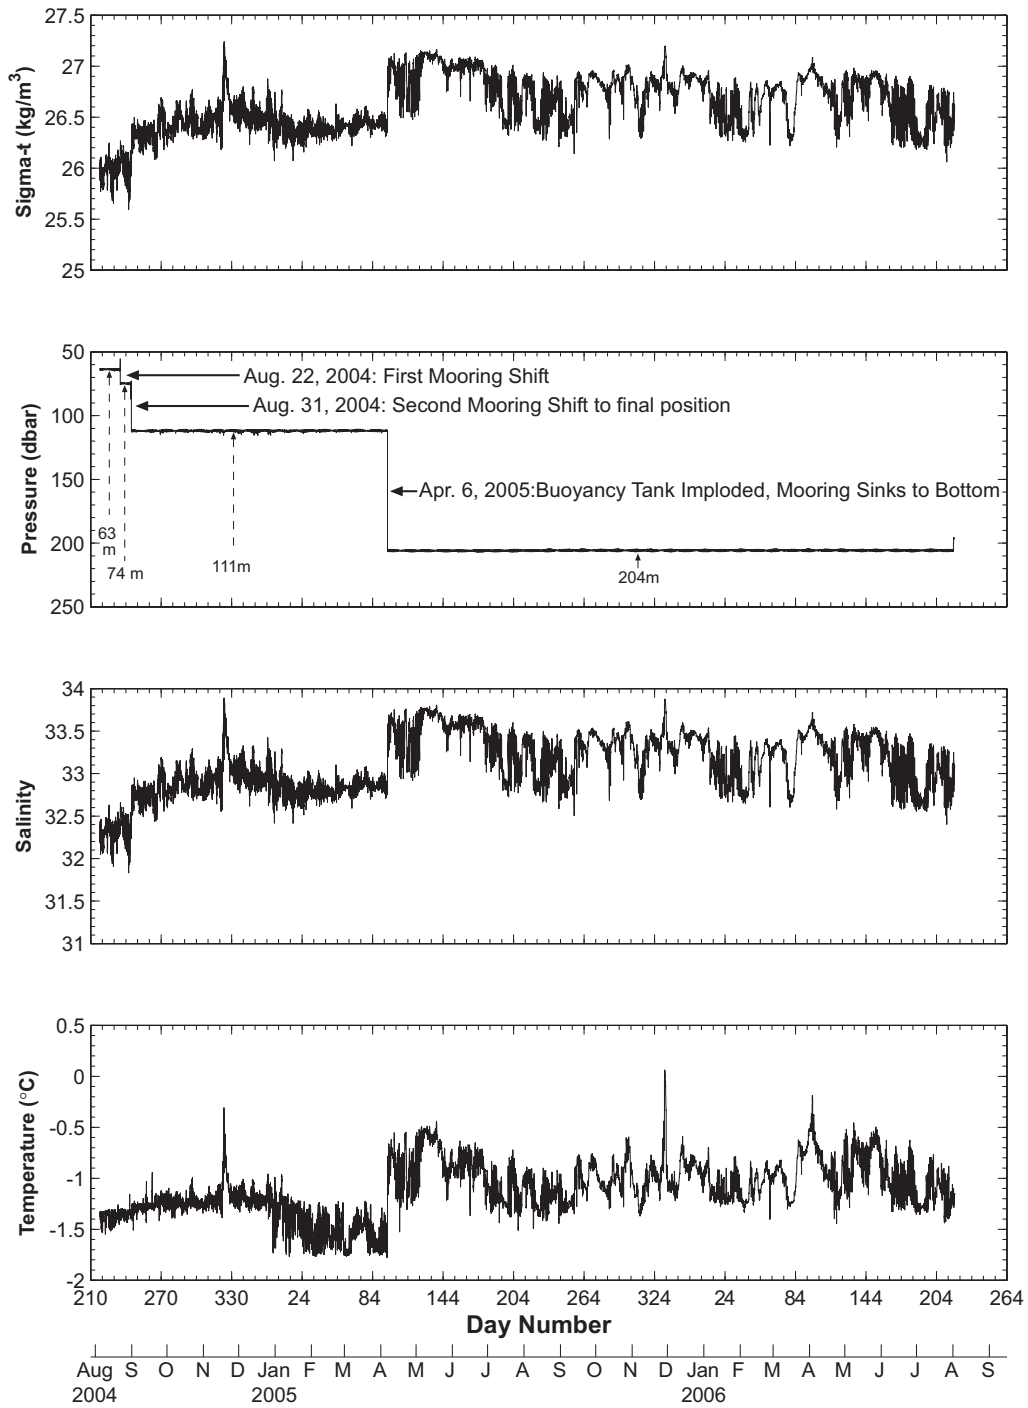 27.5
27
26.5
26
25.5
25
Sigma-t (kg/m³)
50
100
150
200
250
Pressure (dbar)
Aug. 22, 2004: First Mooring Shift
Aug. 31, 2004: Second Mooring Shift to final position
Apr. 6, 2005:Buoyancy Tank Imploded, Mooring Sinks to Bottom
63
m
74 m
111m
204m
34
33.5
33
32.5
32
31.5
31
Salinity
0.5
0
-0.5
-1
-1.5
-2
Temperature (°C)
210 270 330 24 84 144 204 264 324 24 84 144 204 264
Day Number
Aug S O N D Jan F M A M J J A S O N D Jan F M A M J J A S
2004 2005 2006